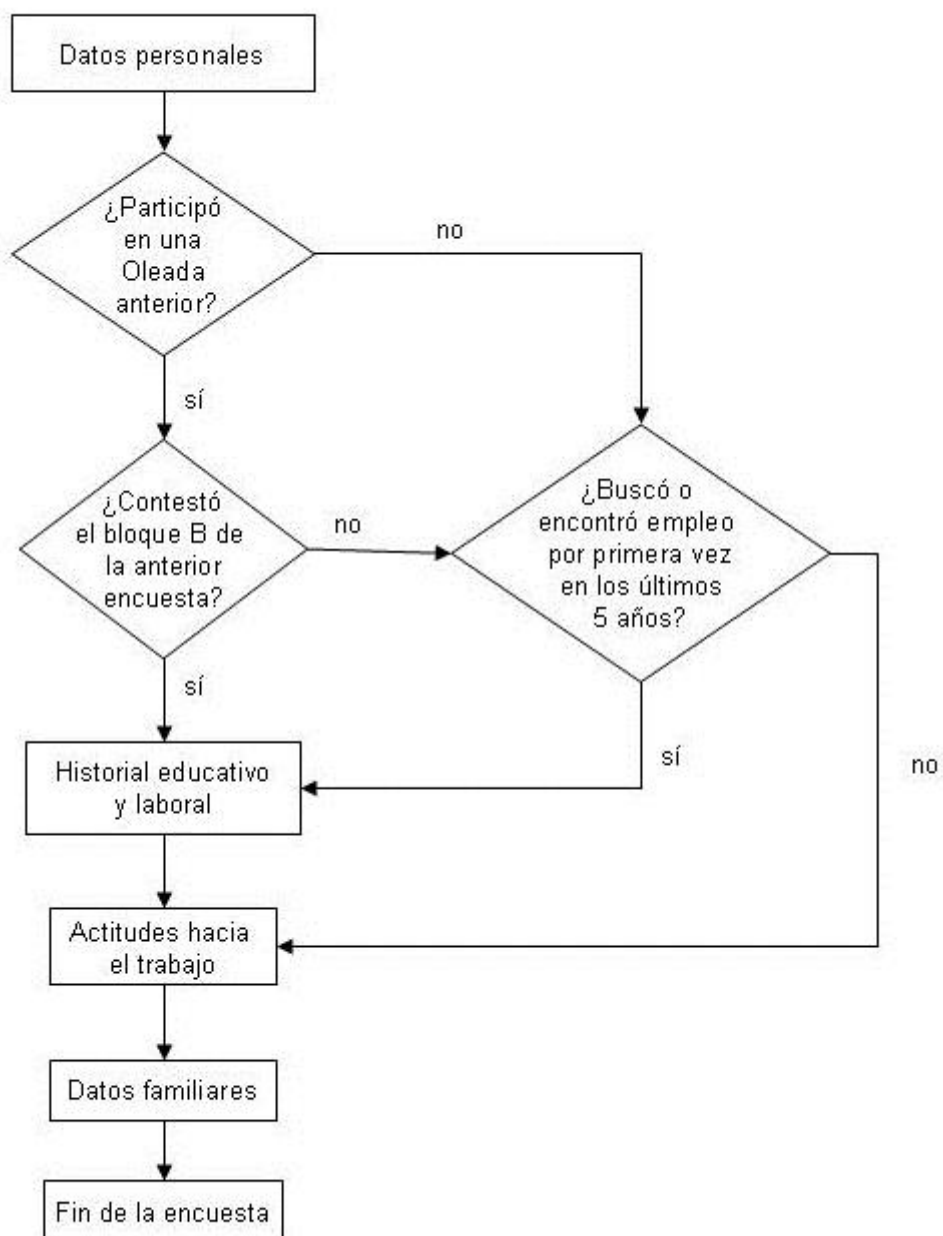 Datos personales
¿Participó
en una
Oleada
anterior?
no
sí
¿Contestó
el bloque B de
la anterior
encuesta?
no
¿Buscó o
encontró empleo
por primera vez
en los últimos
5 años?
sí
sí
no
Historial educativo
y laboral
Actitudes hacia
el trabajo
Datos familiares
Fin de la encuesta